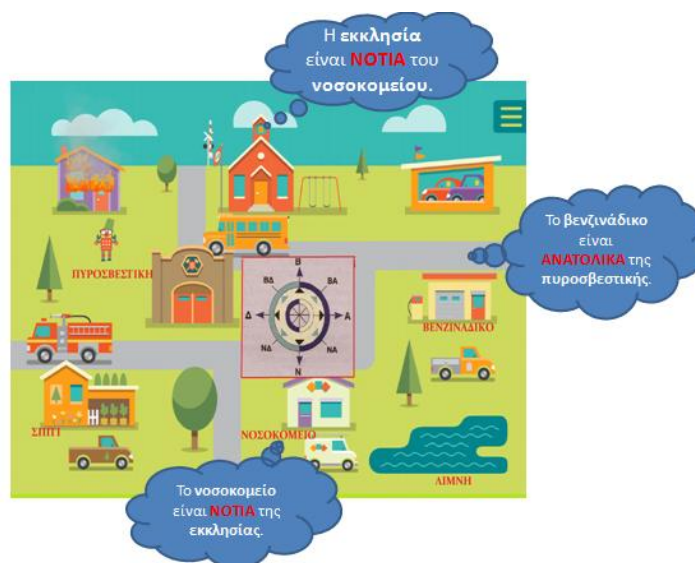 Η εκκλησία
είναι ΝΟΤΙΑ του
νοσοκομείου.
Το βενζινάδικο
είναι
ΑΝΑΤΟΛΙΚΑ της
πυροσβεστικής.
ΠΥΡΟΣΒΕΣΤΙΚΗ
Β
ΒΔ
ΒΑ
Δ
Α
ΝΔ
ΝΑ
Ν
ΒΕΝΖΙΝΑΔΙΚΟ
ΣΠΙΤΙ
ΝΟΣΟΚΟΜΕΙΟ
ΛΙΜΝΗ
Το νοσοκομείο
είναι ΝΟΤΙΑ της
εκκλησίας.